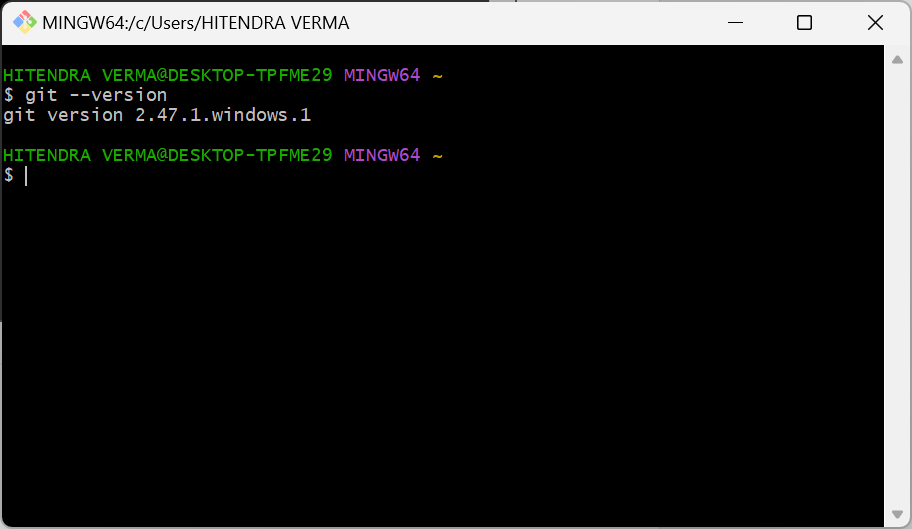 MINGW64:/c/Users/HITENDRA VERMA
HITENDRA VERMA@DESKTOP-TPFME29 MINGW64 ~
$ git --version
git version 2.47.1.windows.1
HITENDRA VERMA@DESKTOP-TPFME29 MINGW64 ~
$